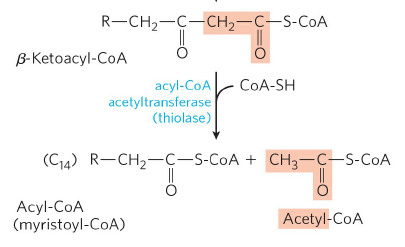 R—CH₂—C—CH₂—C—S-CoA
O O
β-Ketoacyl-CoA
acyl-CoA
acetyltransferase
(thiolase)
CoA-SH
(C₁₄) R—CH₂—C—S-CoA + CH₃—C—S-CoA
O O
Acyl-CoA
(myristoyl-CoA)
Acetyl-CoA